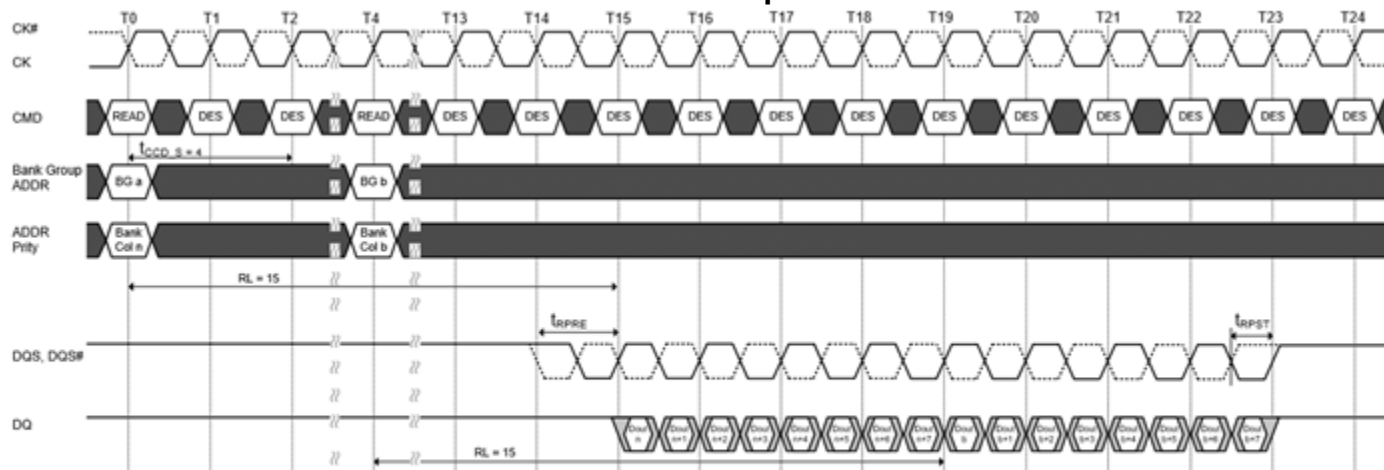 T0 T1 T2 T4 T13 T14 T15 T16 T17 T18 T19 T20 T21 T22 T23 T24
CK#
CK
CMD READ DES DES READ DES DES DES DES DES DES DES DES DES DES DES DES
tCCD_S = 4
Bank Group
ADDR
BG a BG b
ADDR
Prity
Bank
Col n
Bank
Col b
RL = 15
tRPRE tRPST
DQS, DQS#
DQ
Dout
n
Dout
n+1
Dout
n+2
Dout
n+3
Dout
n+4
Dout
n+5
Dout
n+6
Dout
n+7
Dout
b
Dout
b+1
Dout
b+2
Dout
b+3
Dout
b+4
Dout
b+5
Dout
b+6
Dout
b+7
RL = 15